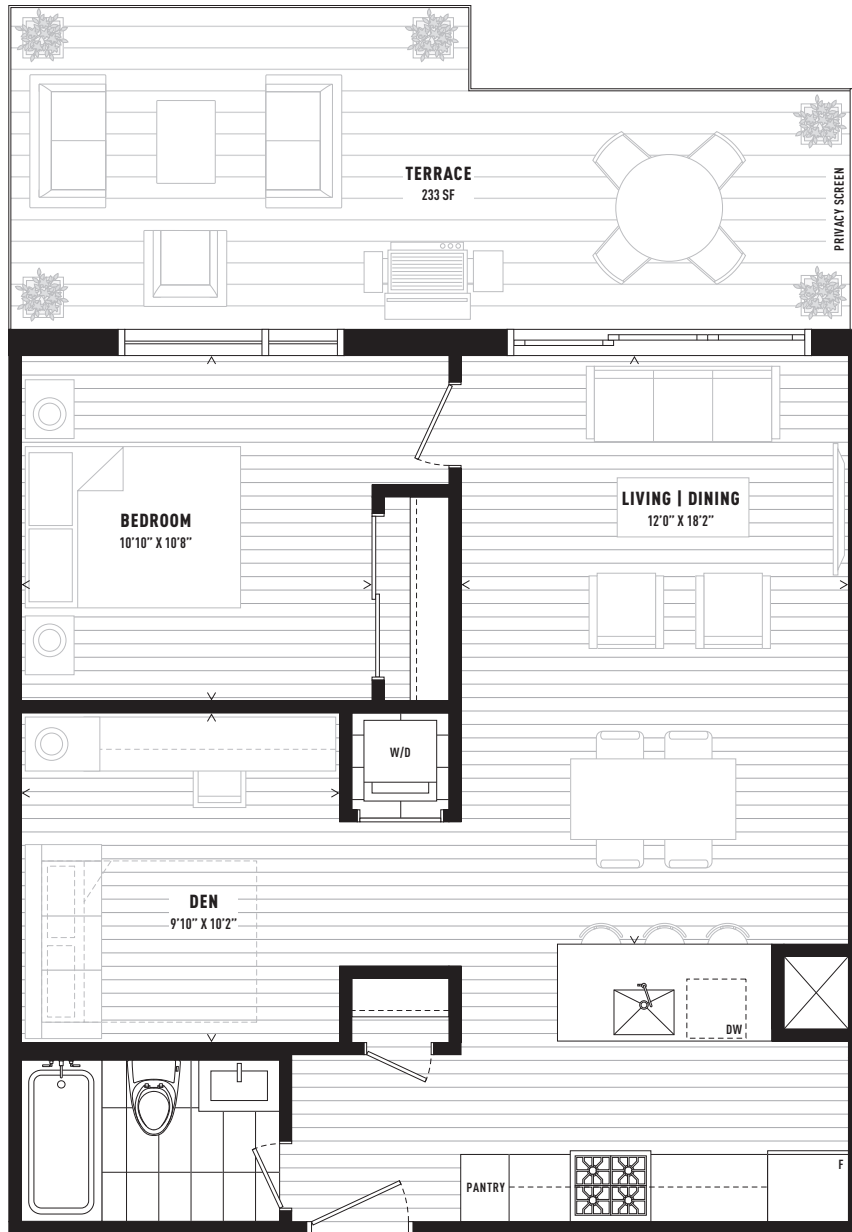 TERRACE
233 SF
PRIVACY SCREEN
BEDROOM
10'10" X 10'8"
LIVING | DINING
12'0" X 18'2"
W/D
DEN
9'10" X 10'2"
DW
PANTRY
F